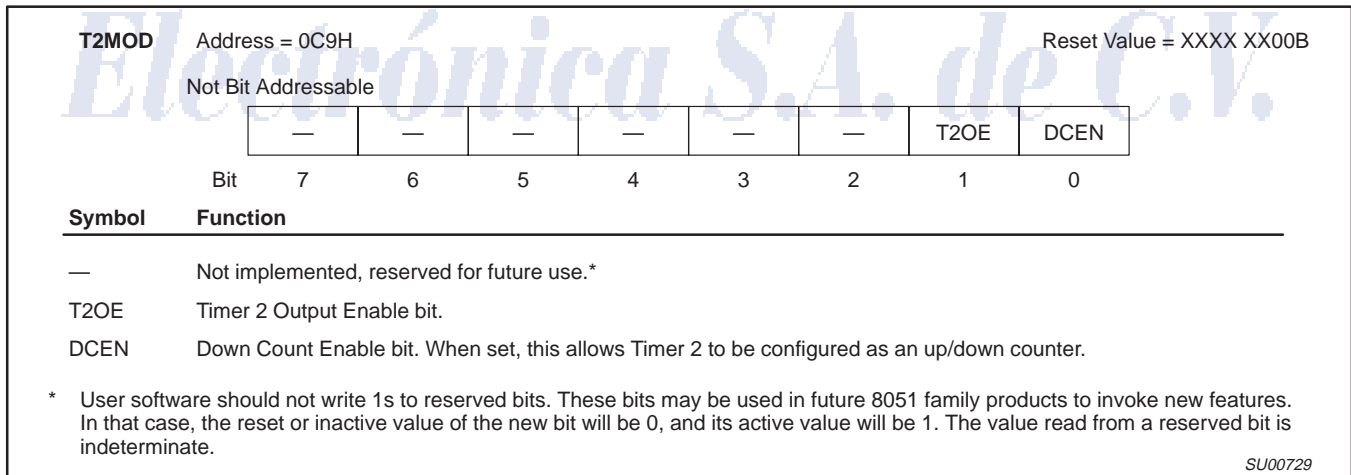 Electrónica S.A. de C.V.
T2MOD Address = 0C9H Reset Value = XXXX XX00B
Not Bit Addressable
— — — — — — T2OE DCEN
Bit 7 6 5 4 3 2 1 0
Symbol Function
— Not implemented, reserved for future use.*
T2OE Timer 2 Output Enable bit.
DCEN Down Count Enable bit. When set, this allows Timer 2 to be configured as an up/down counter.
* User software should not write 1s to reserved bits. These bits may be used in future 8051 family products to invoke new features.
In that case, the reset or inactive value of the new bit will be 0, and its active value will be 1. The value read from a reserved bit is
indeterminate.
SU00729